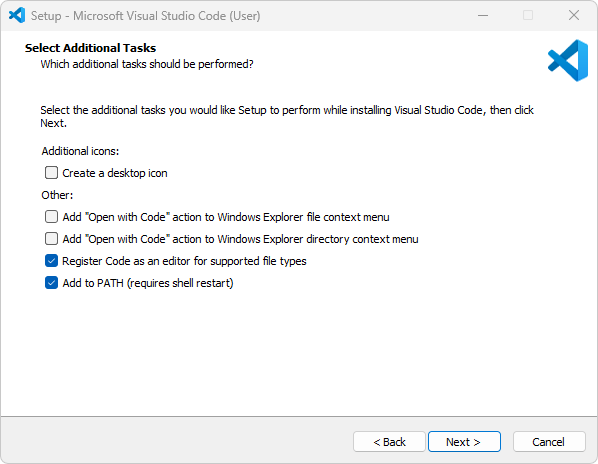 Setup - Microsoft Visual Studio Code (User)
Select Additional Tasks
Which additional tasks should be performed?
Select the additional tasks you would like Setup to perform while installing Visual Studio Code, then click
Next.
Additional icons:
Create a desktop icon
Other:
Add "Open with Code" action to Windows Explorer file context menu
Add "Open with Code" action to Windows Explorer directory context menu
Register Code as an editor for supported file types
Add to PATH (requires shell restart)
< Back
Next >
Cancel